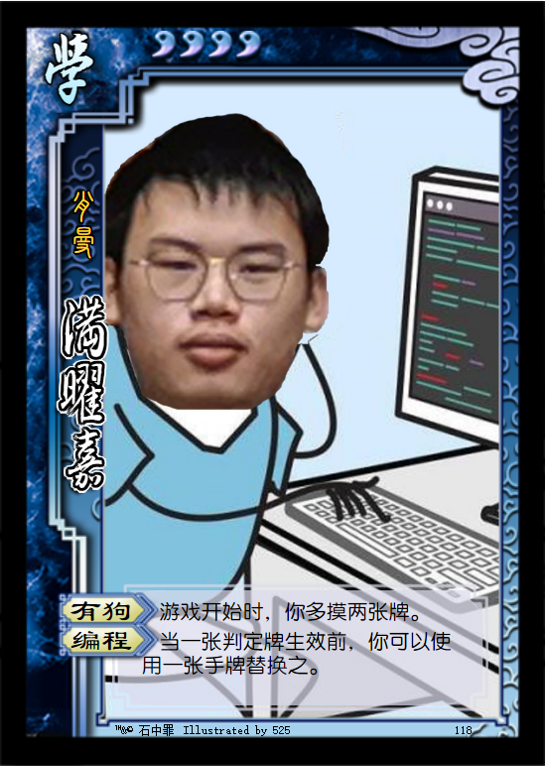 學
肖曼
满曜嘉
有狗 游戏开始时，你多摸两张牌。
编程 当一张判定牌生效前，你可以使
用一张手牌替换之。
™&© 石中罪 Illustrated by 525 118